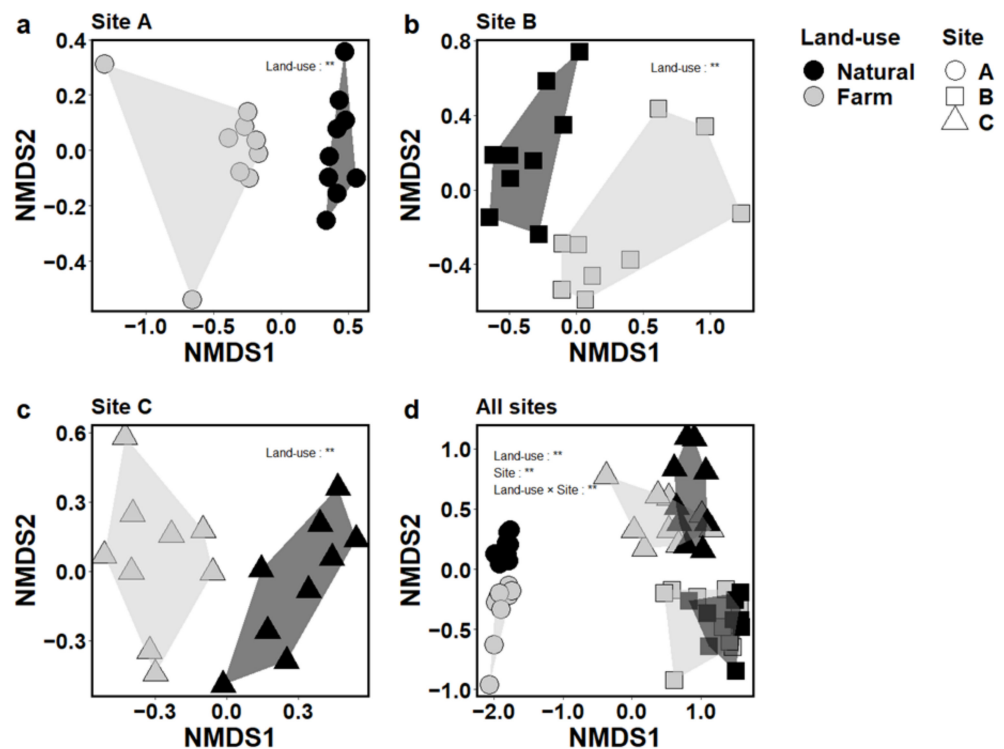 a Site A
0.4
0.2
0.0
−0.2
−0.4
NMDS2
Land-use : **
−1.0 −0.5 0.0 0.5
NMDS1
b Site B
0.8
0.4
0.0
−0.4
NMDS2
Land-use : **
−0.5 0.0 0.5 1.0
NMDS1
Land-use
Natural
Farm
Site
A
B
C
c Site C
0.6
0.3
0.0
−0.3
NMDS2
Land-use : **
−0.3 0.0 0.3
NMDS1
d All sites
1.0
0.5
0.0
−0.5
−1.0
NMDS2
Land-use : **
Site : **
Land-use × Site : **
−2.0 −1.0 0.0 1.0
NMDS1